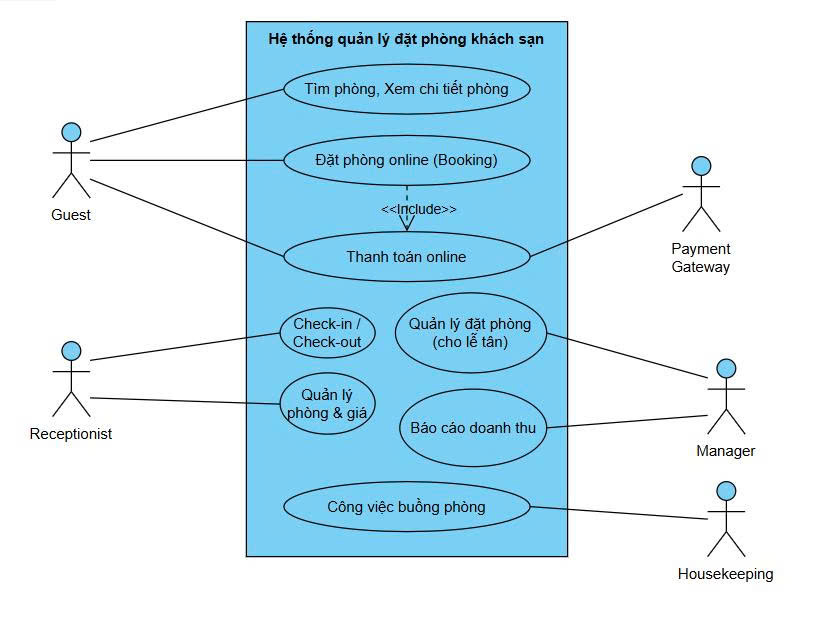 Hệ thống quản lý đặt phòng khách sạn
Tìm phòng, Xem chi tiết phòng
Đặt phòng online (Booking)
<<Include>>
Thanh toán online
Guest
Payment
Gateway
Check-in /
Check-out
Quản lý đặt phòng
(cho lễ tân)
Quản lý
phòng & giá
Báo cáo doanh thu
Receptionist
Manager
Công việc buồng phòng
Housekeeping